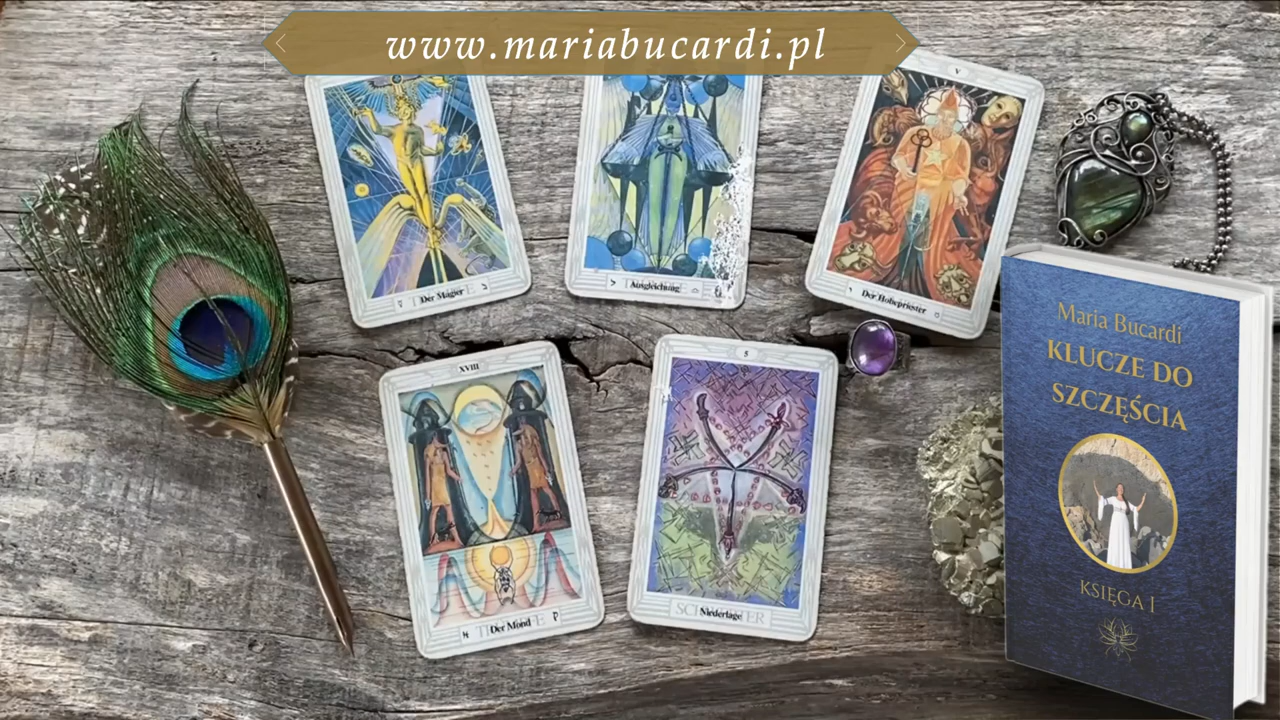 www.mariabucardi.pl
V
Der Magier
Ausgleichung
Der Hohepriester
XVIII
5
Der Mond
Niederlage
Maria Bucardi
KLUCZE DO
SZCZĘŚCIA
KSIĘGA I